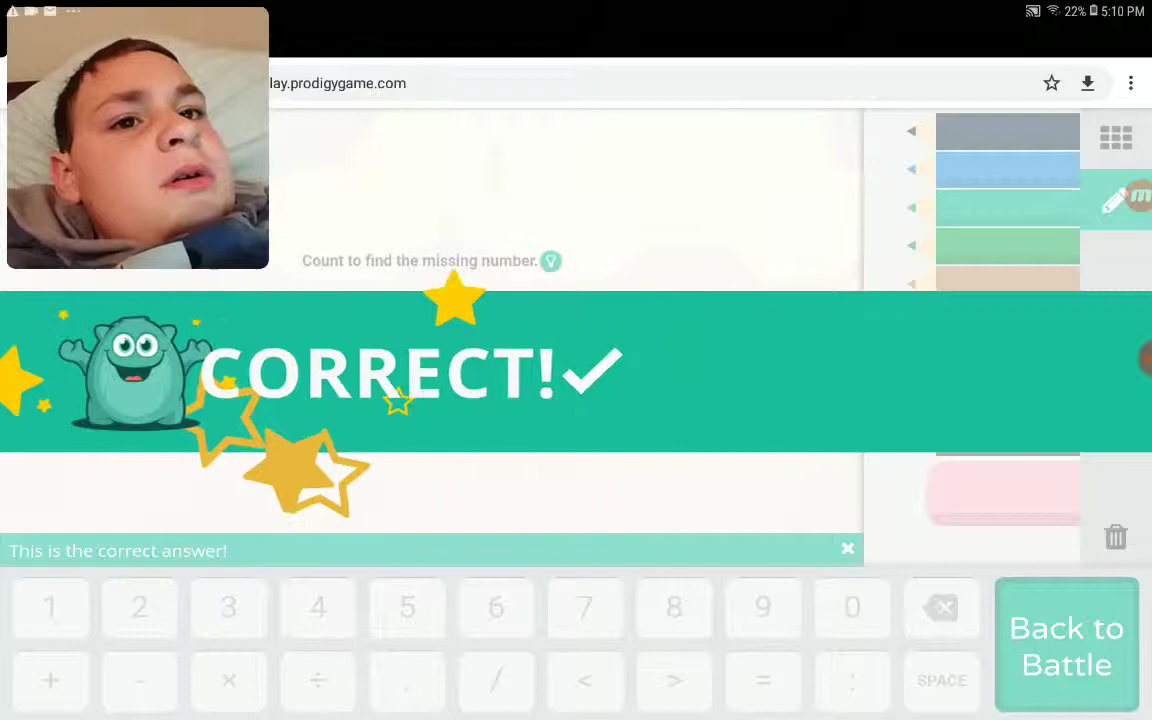 22% 5:10 PM
lay.prodigygame.com
Count to find the missing number.
CORRECT!
This is the correct answer!
1 2 3 4 5 6 7 8 9 0
+ - × ÷ . / < > = : SPACE
Back to
Battle